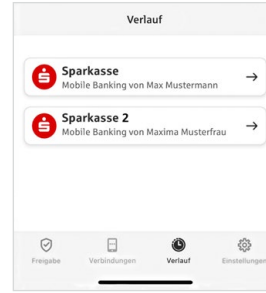 Verlauf
Sparkasse
Mobile Banking von Max Mustermann
Sparkasse 2
Mobile Banking von Maxima Musterfrau
Freigabe
Verbindungen
Verlauf
Einstellungen